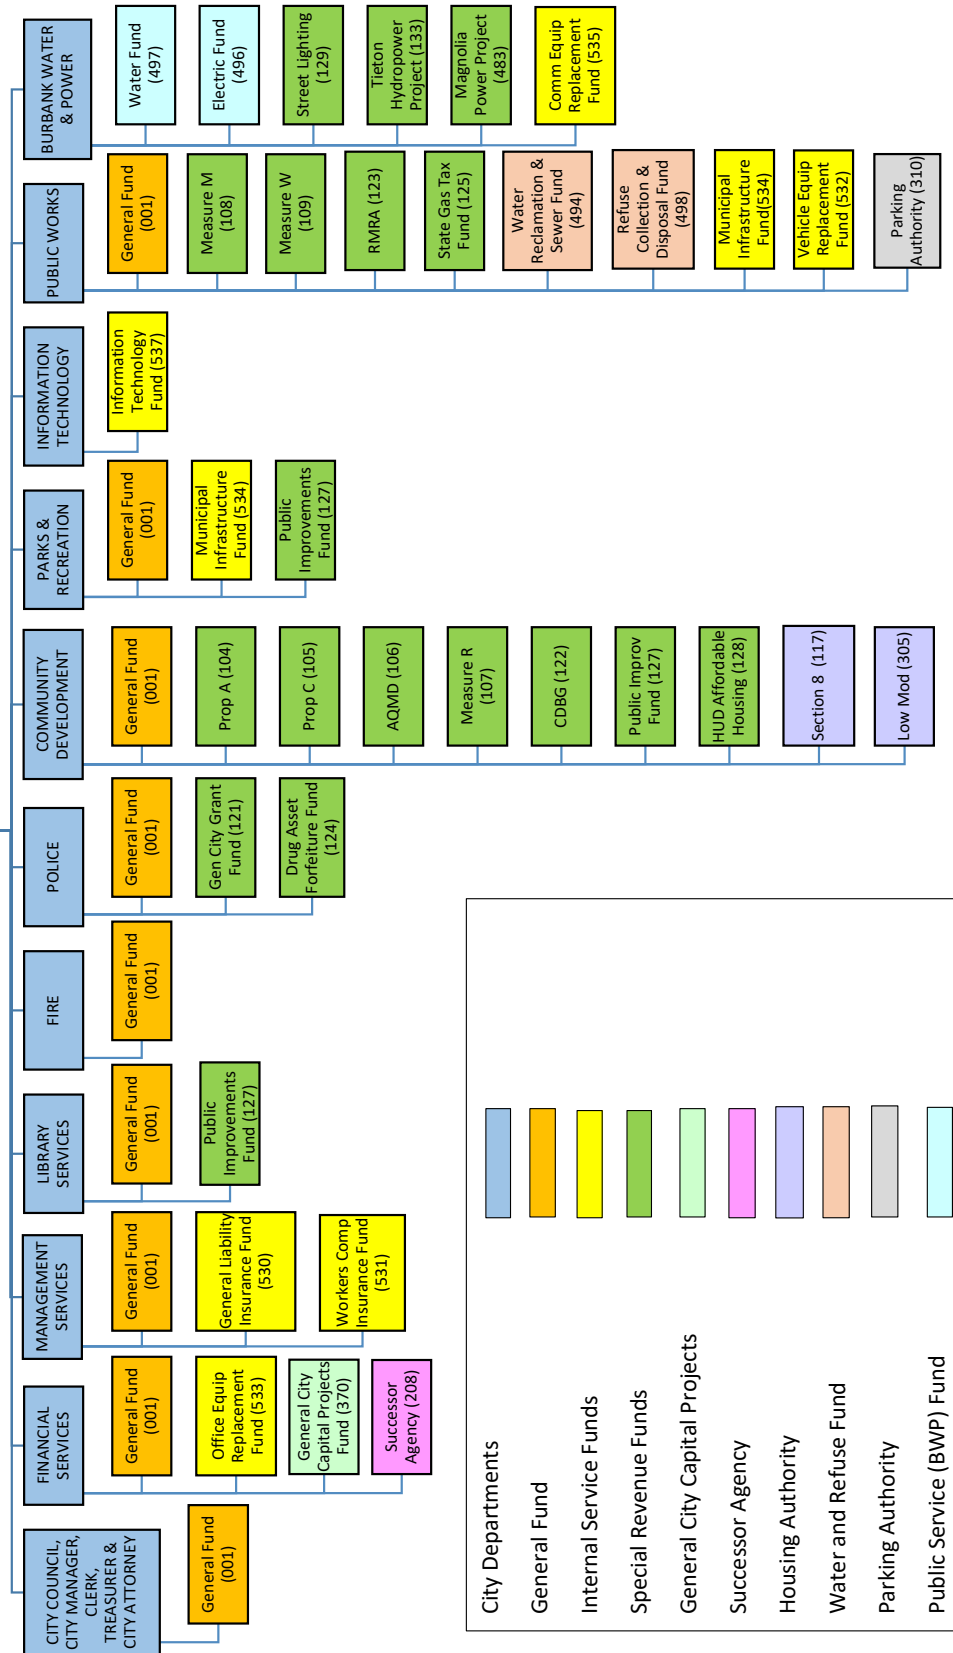 CITY COUNCIL,
CITY MANAGER,
CLERK,
TREASURER &
CITY ATTORNEY
General Fund
(001)
FINANCIAL
SERVICES
General Fund
(001)
Office Equip
Replacement
Fund (533)
General City
Capital Projects
Fund (370)
Successor
Agency (208)
MANAGEMENT
SERVICES
General Fund
(001)
General Liability
Insurance Fund
(530)
Workers Comp
Insurance Fund
(531)
LIBRARY
SERVICES
General Fund
(001)
Public
Improvements
Fund (127)
FIRE
General Fund
(001)
POLICE
General Fund
(001)
Gen City Grant
Fund (121)
Drug Asset
Forfeiture Fund
(124)
COMMUNITY
DEVELOPMENT
General Fund
(001)
Prop A (104)
Prop C (105)
AQMD (106)
Measure R
(107)
CDBG (122)
Public Improv
Fund (127)
HUD Affordable
Housing (128)
Section 8 (117)
Low Mod (305)
PARKS &
RECREATION
General Fund
(001)
Municipal
Infrastructure
Fund (534)
Public
Improvements
Fund (127)
INFORMATION
TECHNOLOGY
Information
Technology
Fund (537)
PUBLIC WORKS
General Fund
(001)
Measure M
(108)
Measure W
(109)
RMRA (123)
State Gas Tax
Fund (125)
Water
Reclamation &
Sewer Fund
(494)
Refuse
Collection &
Disposal Fund
(498)
Municipal
Infrastructure
Fund(534)
Vehicle Equip
Replacement
Fund (532)
Parking
Authority (310)
BURBANK WATER
& POWER
Water Fund
(497)
Electric Fund
(496)
Street Lighting
(129)
Tieton
Hydropower
Project (133)
Magnolia
Power Project
(483)
Comm Equip
Replacement
Fund (535)
City Departments
General Fund
Internal Service Funds
Special Revenue Funds
General City Capital Projects
Successor Agency
Housing Authority
Water and Refuse Fund
Parking Authority
Public Service (BWP) Fund